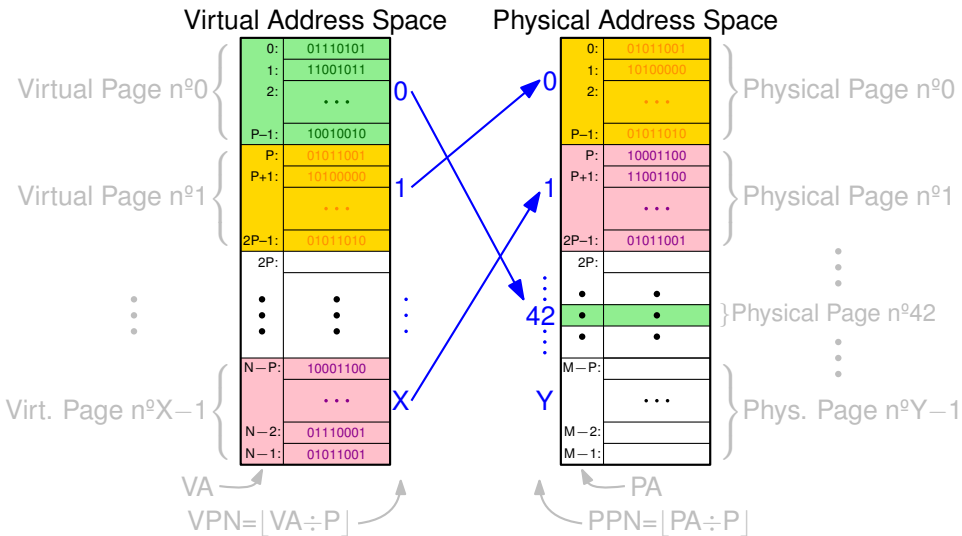 Virtual Address Space
Physical Address Space
Virtual Page nº0
0: 01110101
1: 11001011
2: •••
P–1: 10010010
0
Virtual Page nº1
P: 01011001
P+1: 10100000
•••
2P–1: 01011010
1
2P:
Virt. Page nºX–1
N–P: 10001100
•••
N–2: 01110001
N–1: 01011001
X
VA
VPN=⌊VA÷P⌋
0
0: 01011001
1: 10100000
2: •••
P–1: 01011010
Physical Page nº0
1
P: 10001100
P+1: 11001100
•••
2P–1: 01011001
Physical Page nº1
2P:
42
}Physical Page nº42
Y
M–P:
•••
M–2:
M–1:
Phys. Page nºY–1
PA
PPN=⌊PA÷P⌋